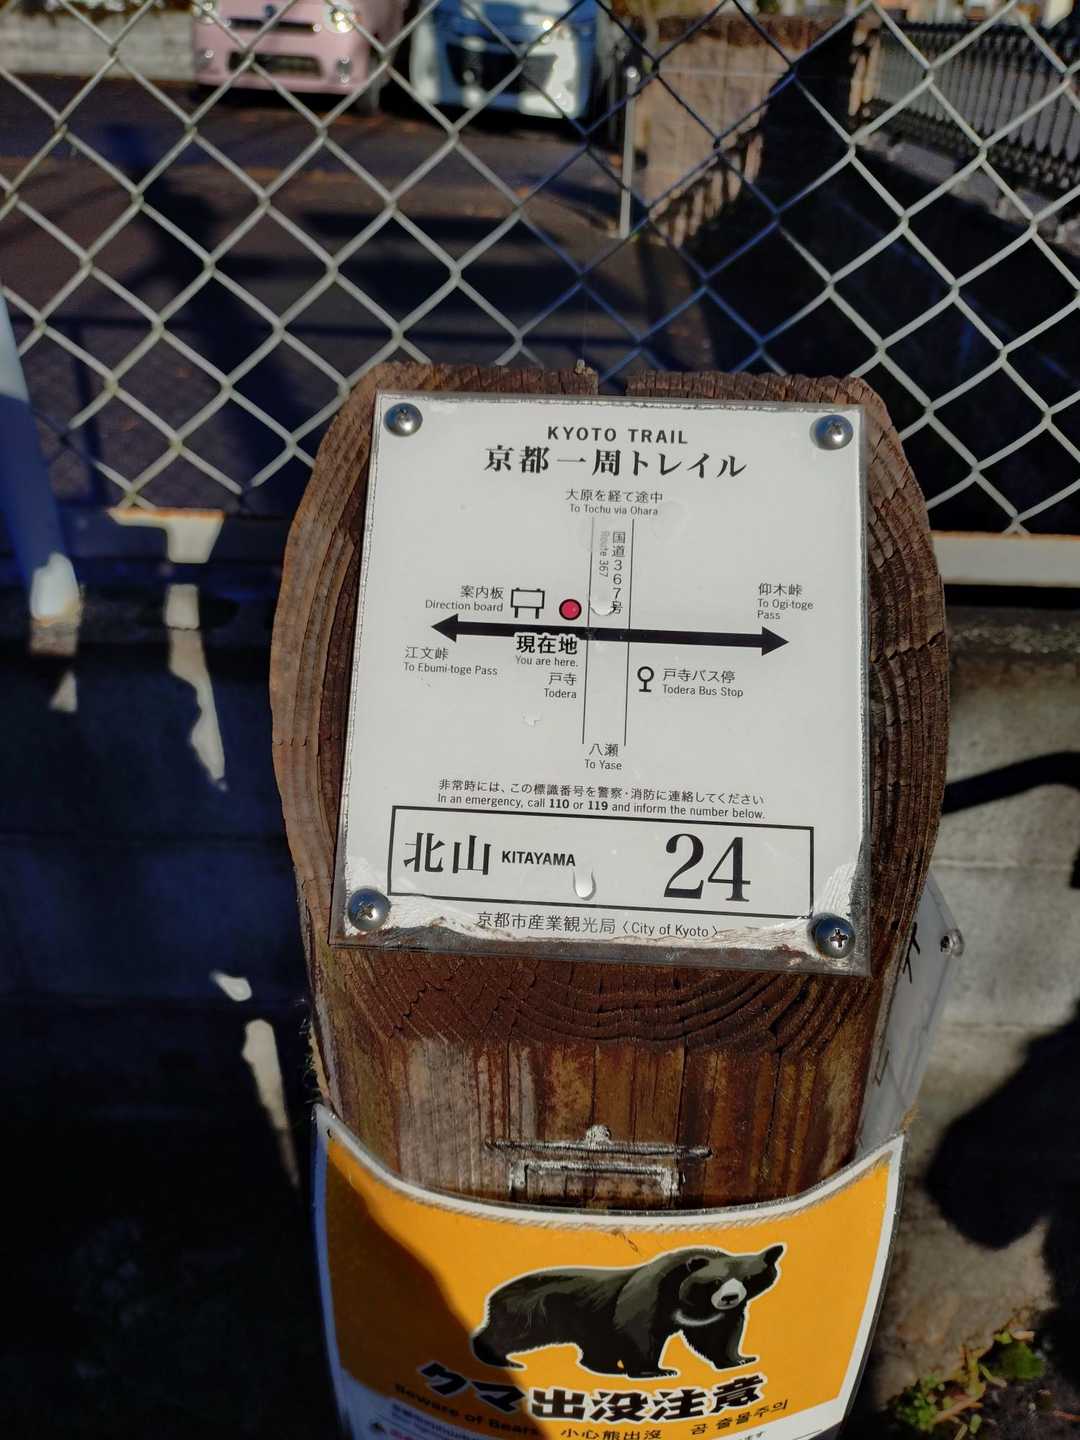 KYOTO TRAIL
京都一周トレイル
大原を経て途中
To Tochu via Ohara
国道367号
Route 367
案内板
Direction board
仰木峠
To Ogi-toge
Pass
現在地
You are here.
江文峠
To Ebumi-toge Pass
戸寺
Todera
戸寺バス停
Todera Bus Stop
八瀬
To Yase
非常時には、この標識番号を警察・消防に連絡してください
In an emergency, call 110 or 119 and inform the number below.
北山 KITAYAMA 24
京都市産業観光局〈City of Kyoto〉
クマ出没注意
Beware of Bears
小心熊出沒
곰 출몰주의